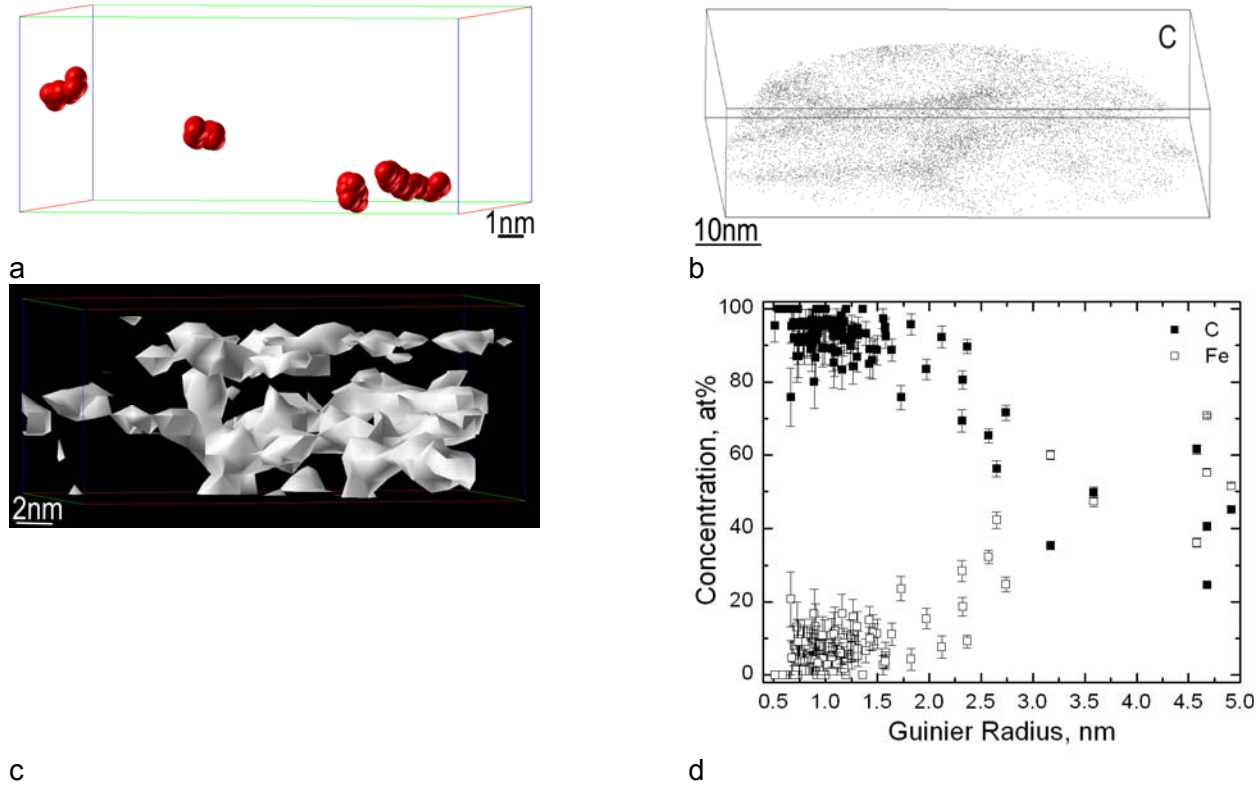 1nm
a
C
10nm
b
2nm
c
100
80
60
40
20
0
Concentration, at%
C
Fe
0.5 1.0 1.5 2.0 2.5 3.0 3.5 4.0 4.5 5.0
Guinier Radius, nm
d